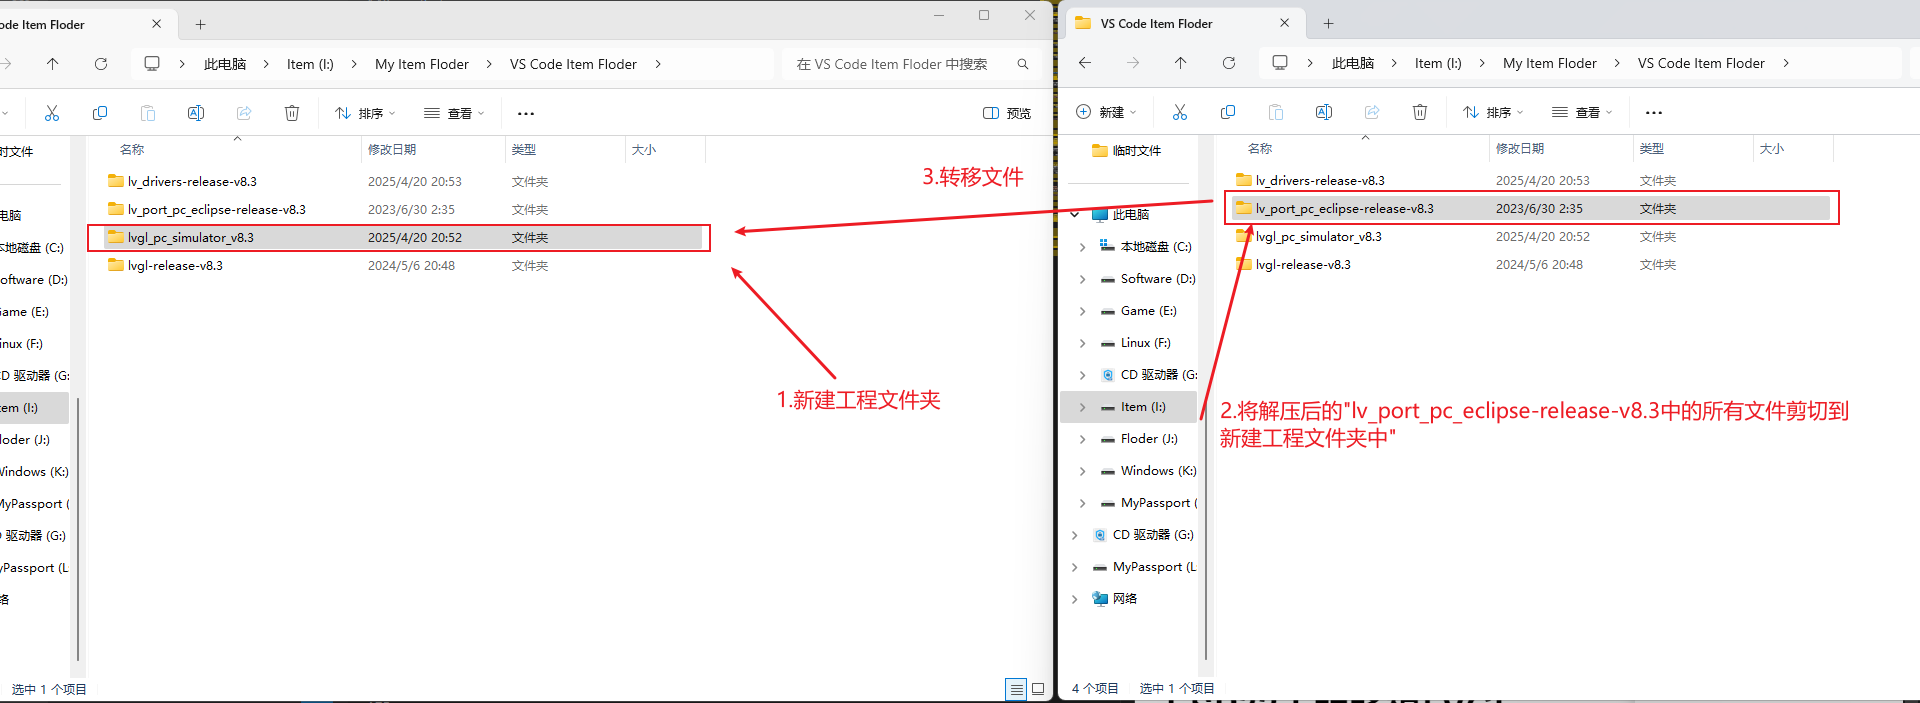 ode Item Floder
此电脑 Item (I:) My Item Floder VS Code Item Floder 在 VS Code Item Floder 中搜索
排序 查看 ... 预览
名称 修改日期 类型 大小
时文件
lv_drivers-release-v8.3 2025/4/20 20:53 文件夹
lv_port_pc_eclipse-release-v8.3 2023/6/30 2:35 文件夹
电脑
lvgl_pc_simulator_v8.3 2025/4/20 20:52 文件夹
本地磁盘 (C:)
lvgl-release-v8.3 2024/5/6 20:48 文件夹
oftware (D:)
ame (E:)
inux (F:)
CD 驱动器 (G:
tem (I:)
loder (J:)
Windows (K:)
MyPassport (
D 驱动器 (G:)
yPassport (L
络
选中 1 个项目
3.转移文件
1.新建工程文件夹
VS Code Item Floder
此电脑 Item (I:) My Item Floder VS Code Item Floder
新建 排序 查看 ...
名称 修改日期 类型 大小
临时文件
lv_drivers-release-v8.3 2025/4/20 20:53 文件夹
lv_port_pc_eclipse-release-v8.3 2023/6/30 2:35 文件夹
此电脑
lvgl_pc_simulator_v8.3 2025/4/20 20:52 文件夹
本地磁盘 (C:)
lvgl-release-v8.3 2024/5/6 20:48 文件夹
Software (D:)
Game (E:)
Linux (F:)
CD 驱动器 (G:
Item (I:)
Floder (J:)
Windows (K:)
MyPassport (
CD 驱动器 (G:)
MyPassport (L
网络
4 个项目 选中 1 个项目
2.将解压后的"lv_port_pc_eclipse-release-v8.3中的所有文件剪切到
新建工程文件夹中"